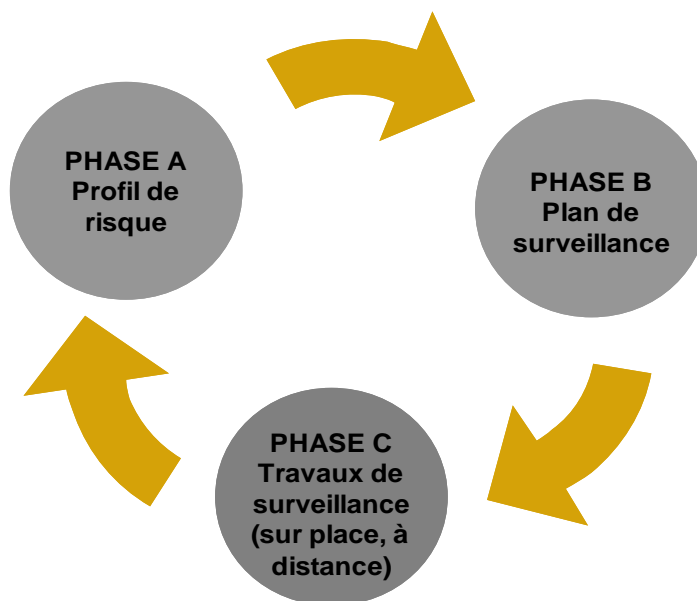 PHASE A
Profil de
risque
PHASE B
Plan de
surveillance
PHASE C
Travaux de
surveillance
(sur place, à
distance)